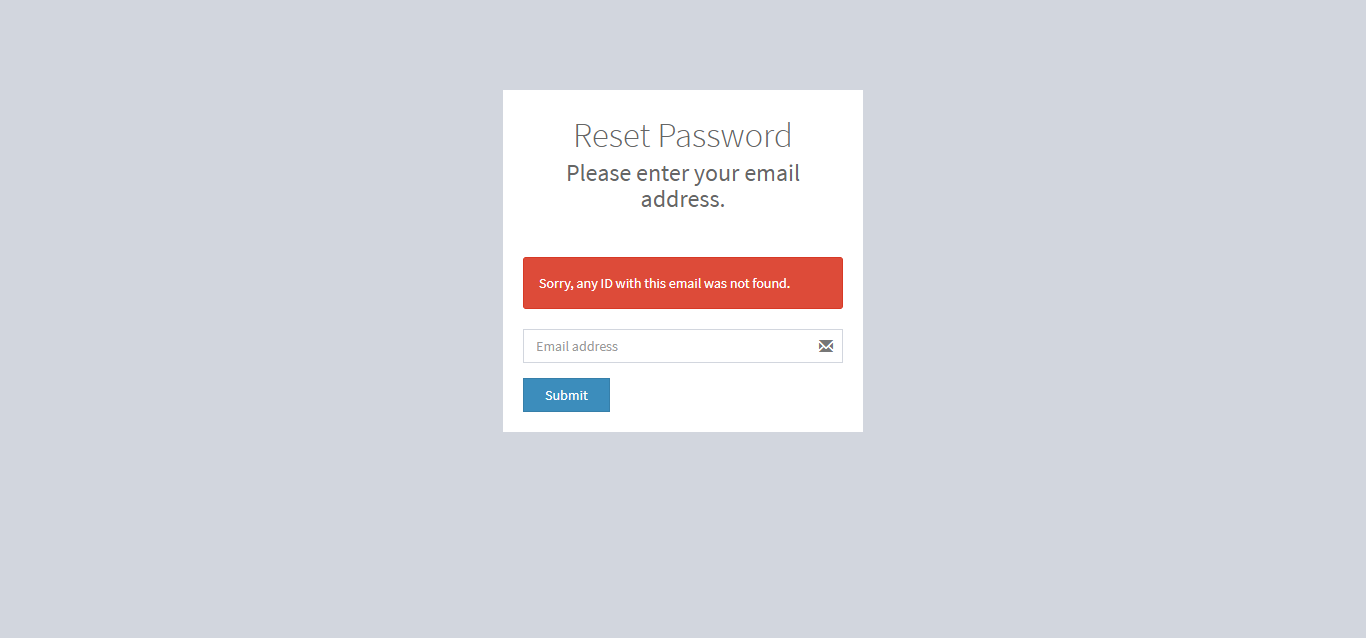 Reset Password
Please enter your email
address.
Sorry, any ID with this email was not found.
Email address
Submit